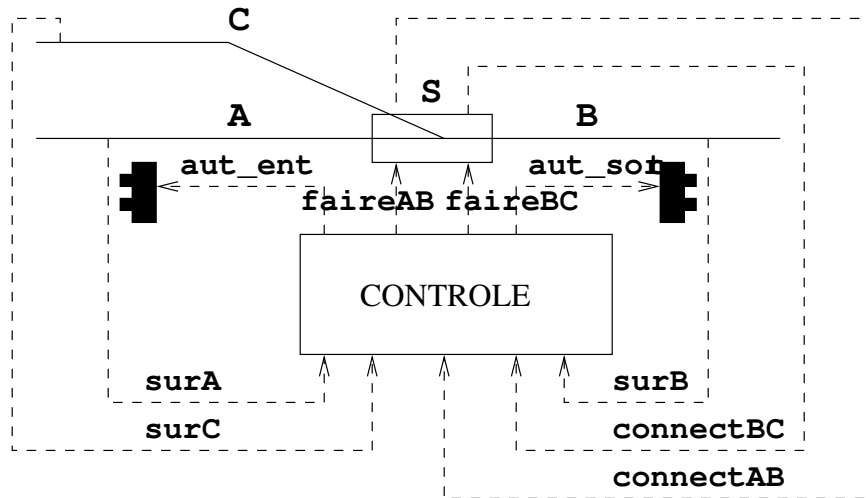 C
S
A
B
aut_ent
aut_sor
faireAB
faireBC
CONTROLE
surA
surB
surC
connectBC
connectAB